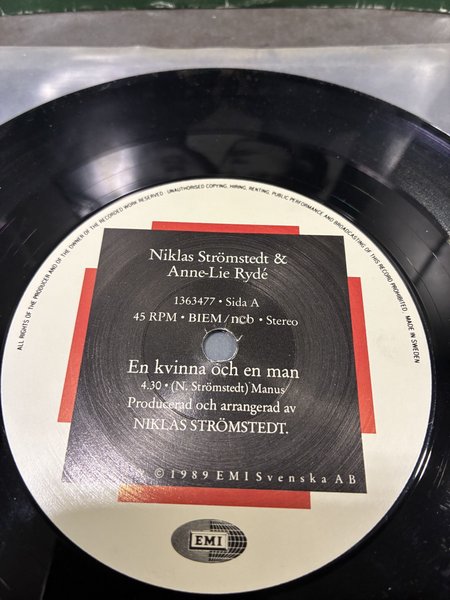 ALL RIGHTS OF THE PRODUCER AND OF THE OWNER OF THE RECORDED WORK RESERVED · UNAUTHORISED COPYING, HIRING, RENTING, PUBLIC PERFORMANCE AND BROADCASTING OF THIS RECORD PROHIBITED. MADE IN SWEDEN
Niklas Strömstedt &
Anne-Lie Rydé
1363477 • Sida A
45 RPM • BIEM/ncb • Stereo
En kvinna och en man
4.30 • (N. Strömstedt) Manus
Producerad och arrangerad av
NIKLAS STRÖMSTEDT.
© 1989 EMI Svenska AB
EMI